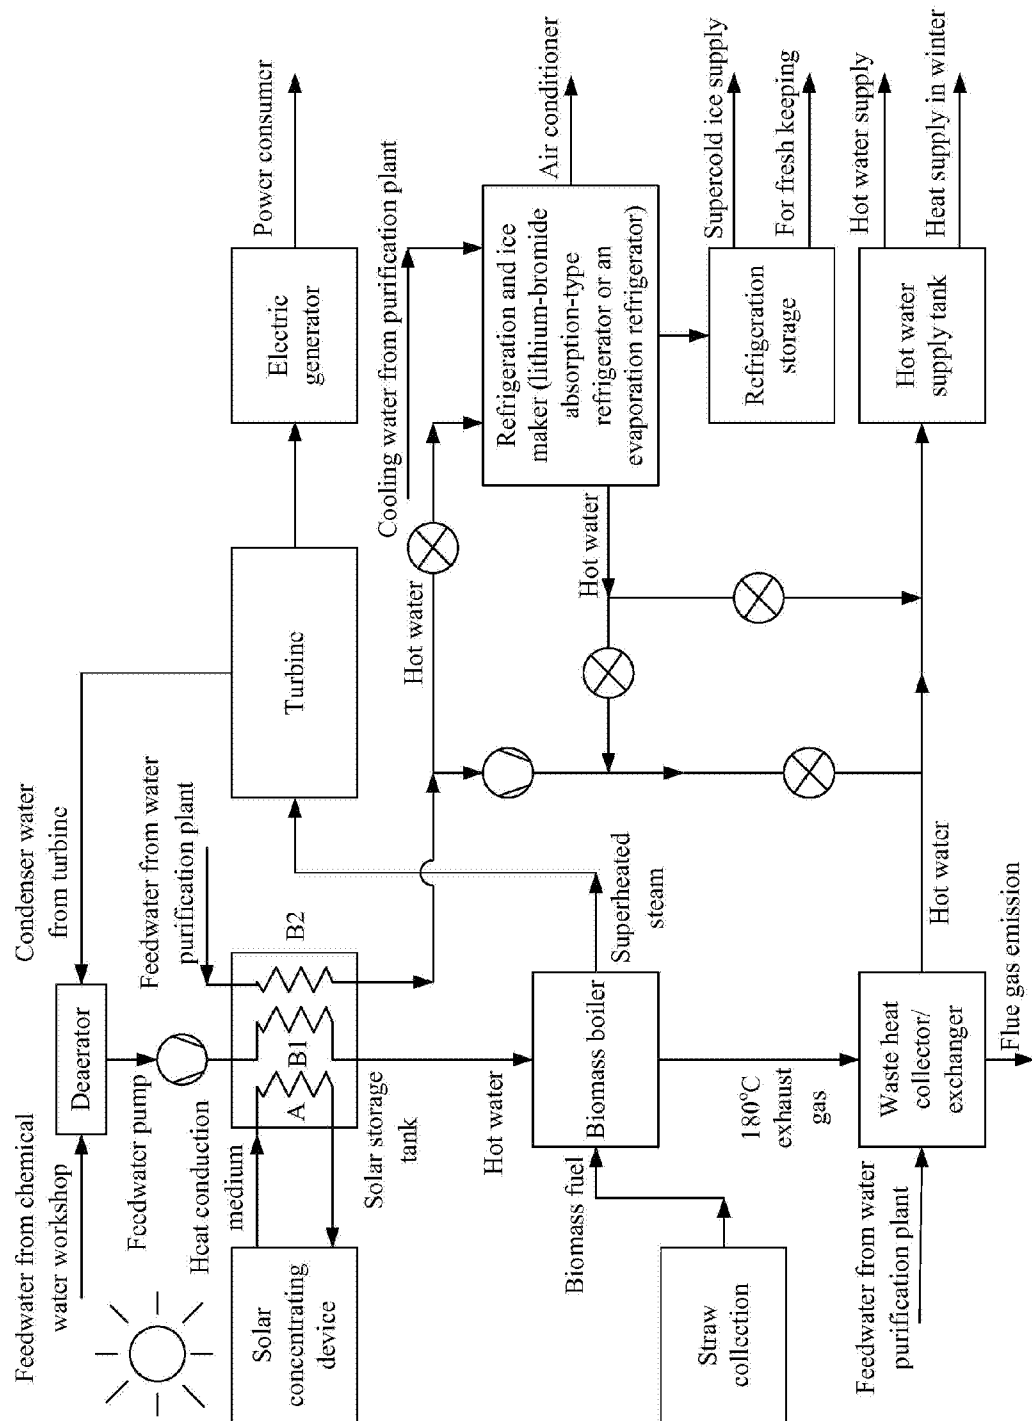 Feedwater from chemical
water workshop
Deaerator
Condenser water
from turbine
Feedwater pump
Feedwater from water
purification plant
Heat conduction
medium
Solar
concentrating
device
A
B1
B2
Solar storage
tank
Turbine
Electric
generator
Power consumer
Hot water
Cooling water from purification plant
Hot water
Superheated
steam
Refrigeration and ice
maker (lithium-bromide
absorption-type
refrigerator or an
evaporation refrigerator)
Air conditioner
Biomass fuel
Biomass boiler
Hot water
Straw
collection
180°C
exhaust
gas
Refrigeration
storage
Supercold ice supply
For fresh keeping
Feedwater from water
purification plant
Waste heat
collector/
exchanger
Hot water
Flue gas emission
Hot water
supply tank
Hot water supply
Heat supply in winter